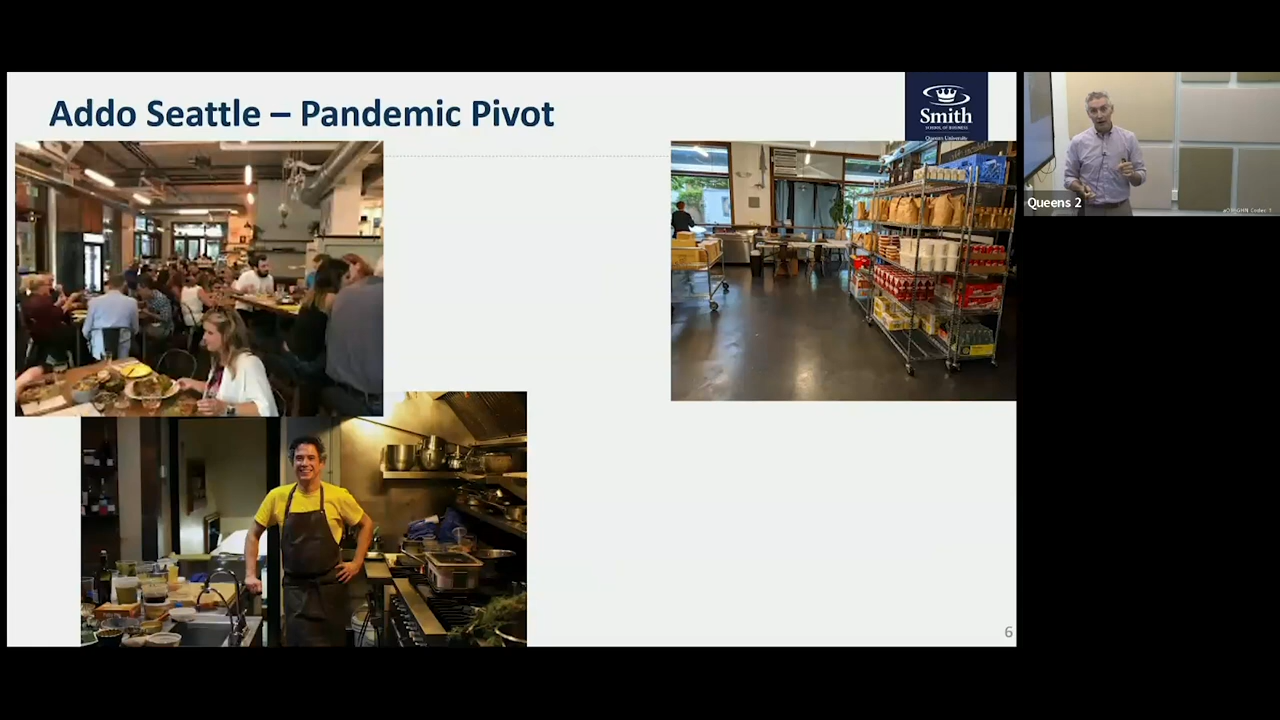 Addo Seattle – Pandemic Pivot
Smith
SCHOOL OF BUSINESS
Queen's University
Queens 2
6